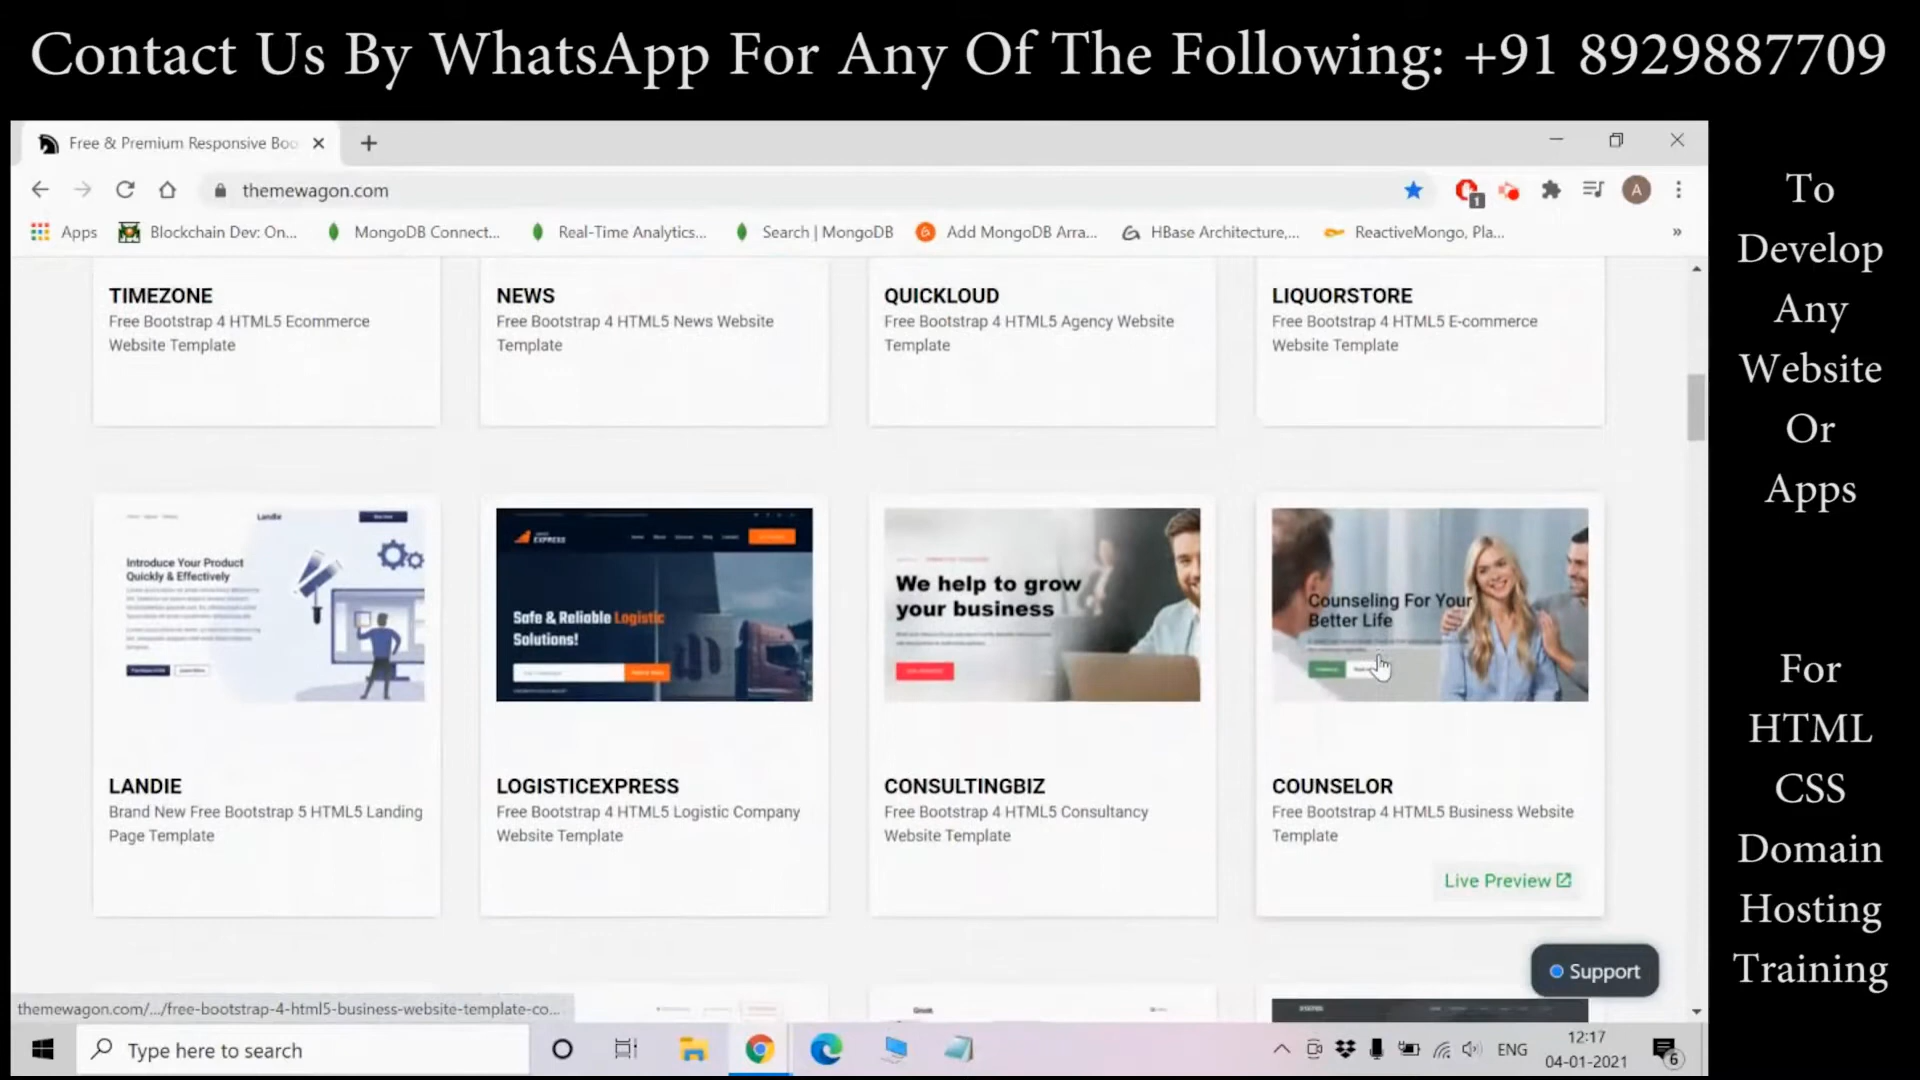 Contact Us By WhatsApp For Any Of The Following: +91 8929887709
Free & Premium Responsive Boo
themewagon.com
1
A
Apps
Blockchain Dev: On...
MongoDB Connect...
Real-Time Analytics...
Search | MongoDB
Add MongoDB Arra...
HBase Architecture,...
ReactiveMongo, Pla...
»
TIMEZONE
Free Bootstrap 4 HTML5 Ecommerce
Website Template
NEWS
Free Bootstrap 4 HTML5 News Website
Template
QUICKLOUD
Free Bootstrap 4 HTML5 Agency Website
Template
LIQUORSTORE
Free Bootstrap 4 HTML5 E-commerce
Website Template
Landie
Introduce Your Product
Quickly & Effectively
EXPRESS
Safe & Reliable Logistic
Solutions!
We help to grow
your business
Counseling For Your
Better Life
LANDIE
Brand New Free Bootstrap 5 HTML5 Landing
Page Template
LOGISTICEXPRESS
Free Bootstrap 4 HTML5 Logistic Company
Website Template
CONSULTINGBIZ
Free Bootstrap 4 HTML5 Consultancy
Website Template
COUNSELOR
Free Bootstrap 4 HTML5 Business Website
Template
Live Preview
Support
themewagon.com/.../free-bootstrap-4-html5-business-website-template-co...
Type here to search
ENG
12:17
04-01-2021
6
To
Develop
Any
Website
Or
Apps
For
HTML
CSS
Domain
Hosting
Training